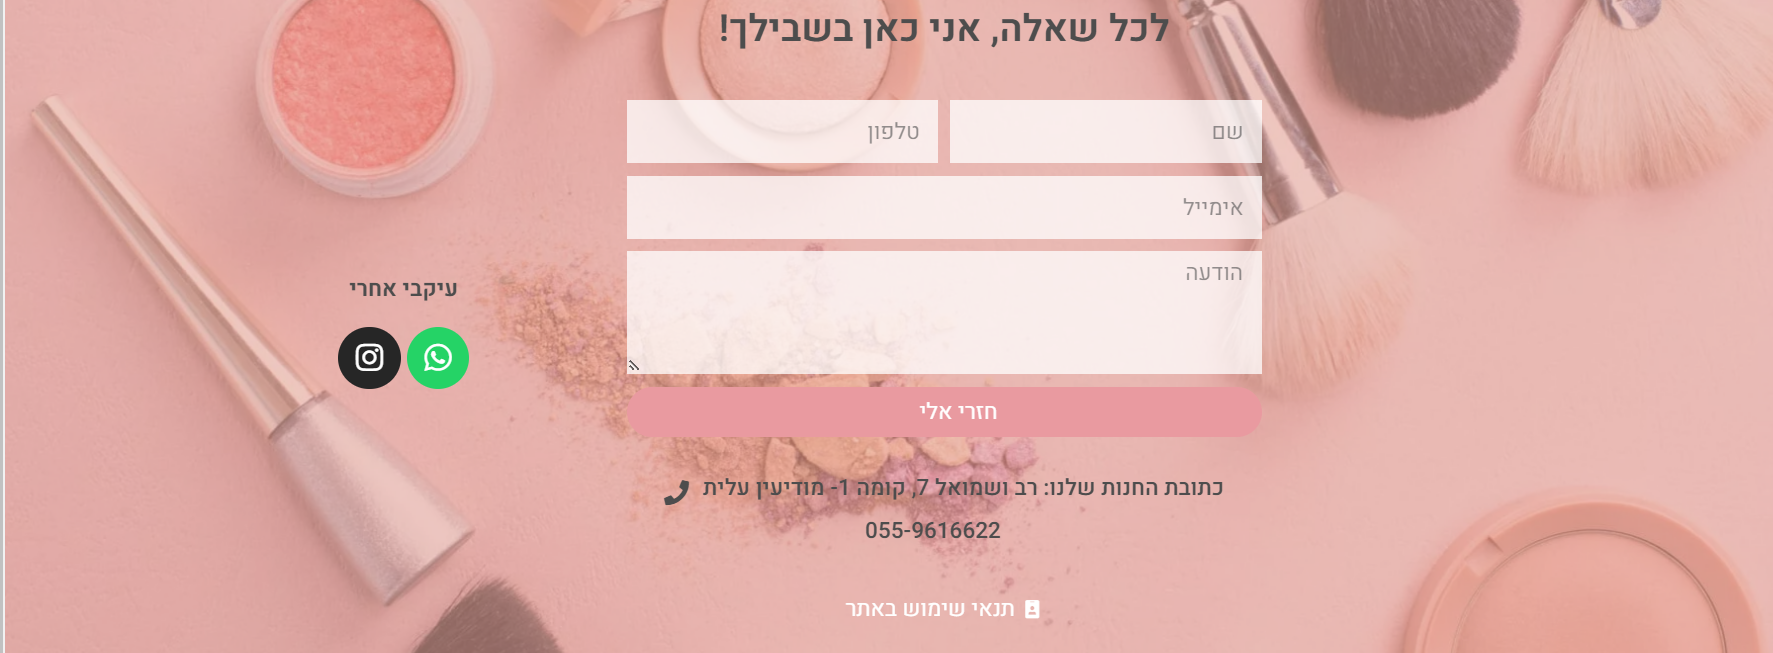 לכל שאלה, אני כאן בשבילך!
שם
טלפון
אימייל
הודעה
חזרי אלי
עיקבי אחרי
כתובת החנות שלנו: רב ושמואל 7, קומה 1- מודיעין עלית
055-9616622
תנאי שימוש באתר